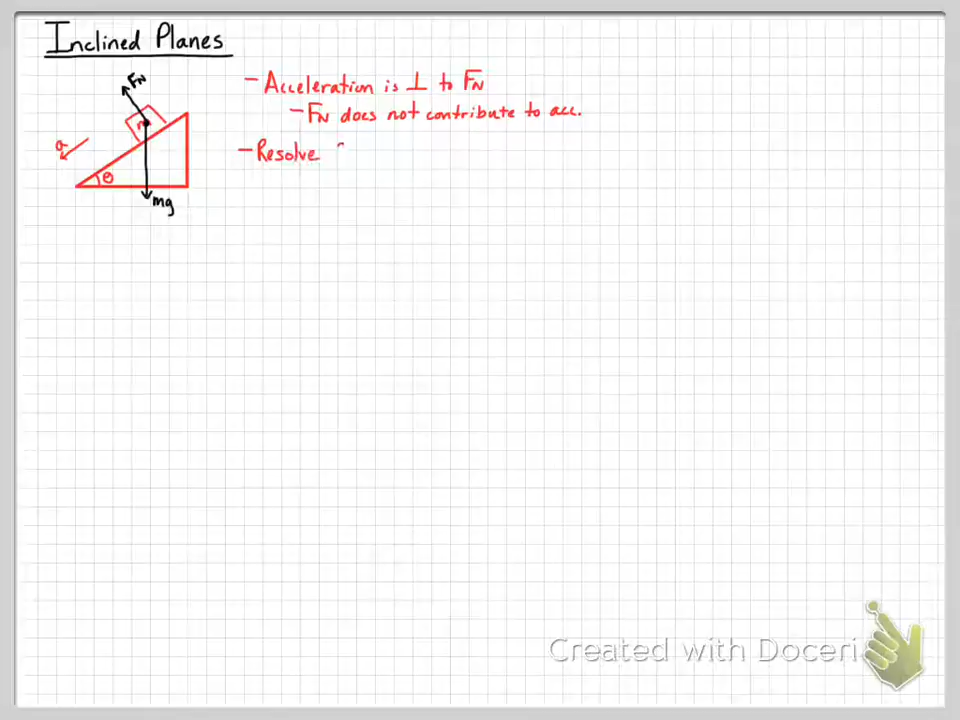 Inclined Planes
FN
- Acceleration is ⊥ to FN
- FN does not contribute to acc.
m
a
- Resolve
θ
mg
Created with Doceri